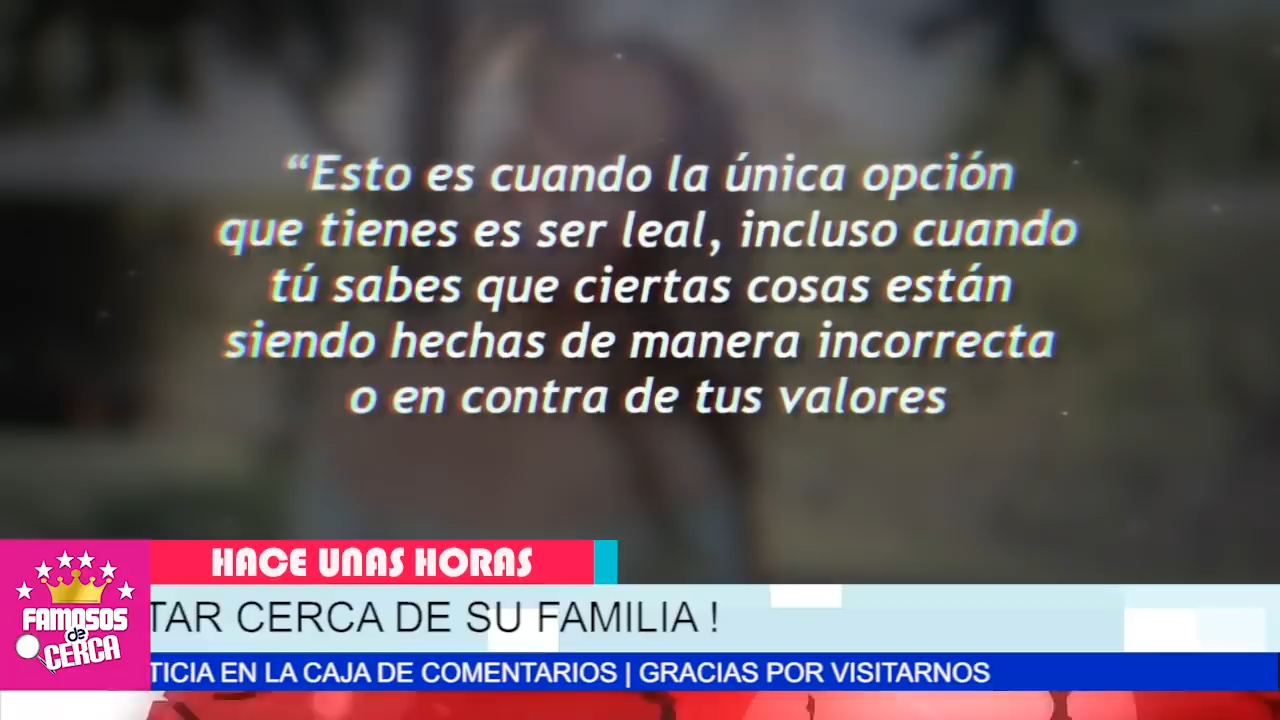 “Esto es cuando la única opción
que tienes es ser leal, incluso cuando
tú sabes que ciertas cosas están
siendo hechas de manera incorrecta
o en contra de tus valores
HACE UNAS HORAS
TAR CERCA DE SU FAMILIA !
FAMOSOS
de
CERCA
TICIA EN LA CAJA DE COMENTARIOS | GRACIAS POR VISITARNOS